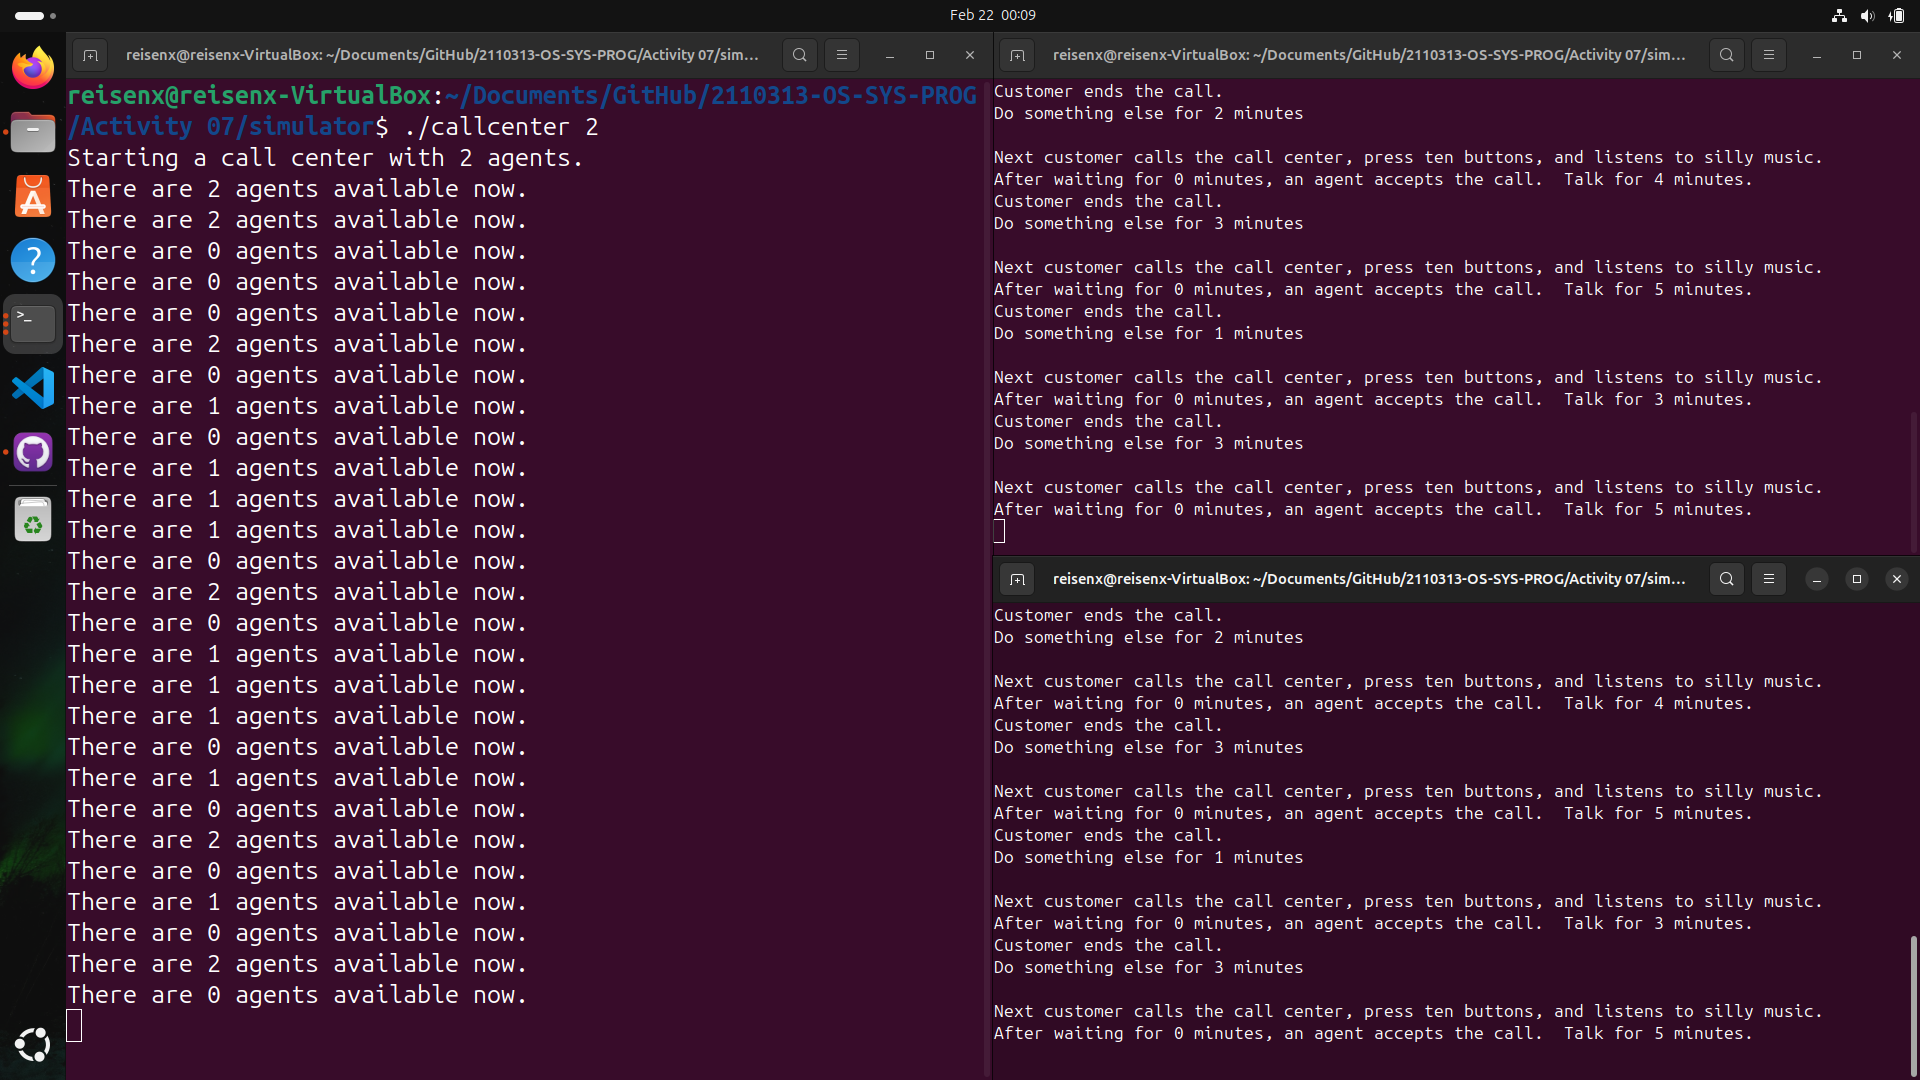 Feb 22 00:09
reisenx@reisenx-VirtualBox: ~/Documents/GitHub/2110313-OS-SYS-PROG/Activity 07/sim...
reisenx@reisenx-VirtualBox:~/Documents/GitHub/2110313-OS-SYS-PROG
/Activity 07/simulator$ ./callcenter 2
Starting a call center with 2 agents.
There are 2 agents available now.
There are 2 agents available now.
There are 0 agents available now.
There are 0 agents available now.
There are 0 agents available now.
There are 2 agents available now.
There are 0 agents available now.
There are 1 agents available now.
There are 0 agents available now.
There are 1 agents available now.
There are 1 agents available now.
There are 1 agents available now.
There are 0 agents available now.
There are 2 agents available now.
There are 0 agents available now.
There are 1 agents available now.
There are 1 agents available now.
There are 1 agents available now.
There are 0 agents available now.
There are 1 agents available now.
There are 0 agents available now.
There are 2 agents available now.
There are 0 agents available now.
There are 1 agents available now.
There are 0 agents available now.
There are 2 agents available now.
There are 0 agents available now.
reisenx@reisenx-VirtualBox: ~/Documents/GitHub/2110313-OS-SYS-PROG/Activity 07/sim...
Customer ends the call.
Do something else for 2 minutes
Next customer calls the call center, press ten buttons, and listens to silly music.
After waiting for 0 minutes, an agent accepts the call.  Talk for 4 minutes.
Customer ends the call.
Do something else for 3 minutes
Next customer calls the call center, press ten buttons, and listens to silly music.
After waiting for 0 minutes, an agent accepts the call.  Talk for 5 minutes.
Customer ends the call.
Do something else for 1 minutes
Next customer calls the call center, press ten buttons, and listens to silly music.
After waiting for 0 minutes, an agent accepts the call.  Talk for 3 minutes.
Customer ends the call.
Do something else for 3 minutes
Next customer calls the call center, press ten buttons, and listens to silly music.
After waiting for 0 minutes, an agent accepts the call.  Talk for 5 minutes.
reisenx@reisenx-VirtualBox: ~/Documents/GitHub/2110313-OS-SYS-PROG/Activity 07/sim...
Customer ends the call.
Do something else for 2 minutes
Next customer calls the call center, press ten buttons, and listens to silly music.
After waiting for 0 minutes, an agent accepts the call.  Talk for 4 minutes.
Customer ends the call.
Do something else for 3 minutes
Next customer calls the call center, press ten buttons, and listens to silly music.
After waiting for 0 minutes, an agent accepts the call.  Talk for 5 minutes.
Customer ends the call.
Do something else for 1 minutes
Next customer calls the call center, press ten buttons, and listens to silly music.
After waiting for 0 minutes, an agent accepts the call.  Talk for 3 minutes.
Customer ends the call.
Do something else for 3 minutes
Next customer calls the call center, press ten buttons, and listens to silly music.
After waiting for 0 minutes, an agent accepts the call.  Talk for 5 minutes.